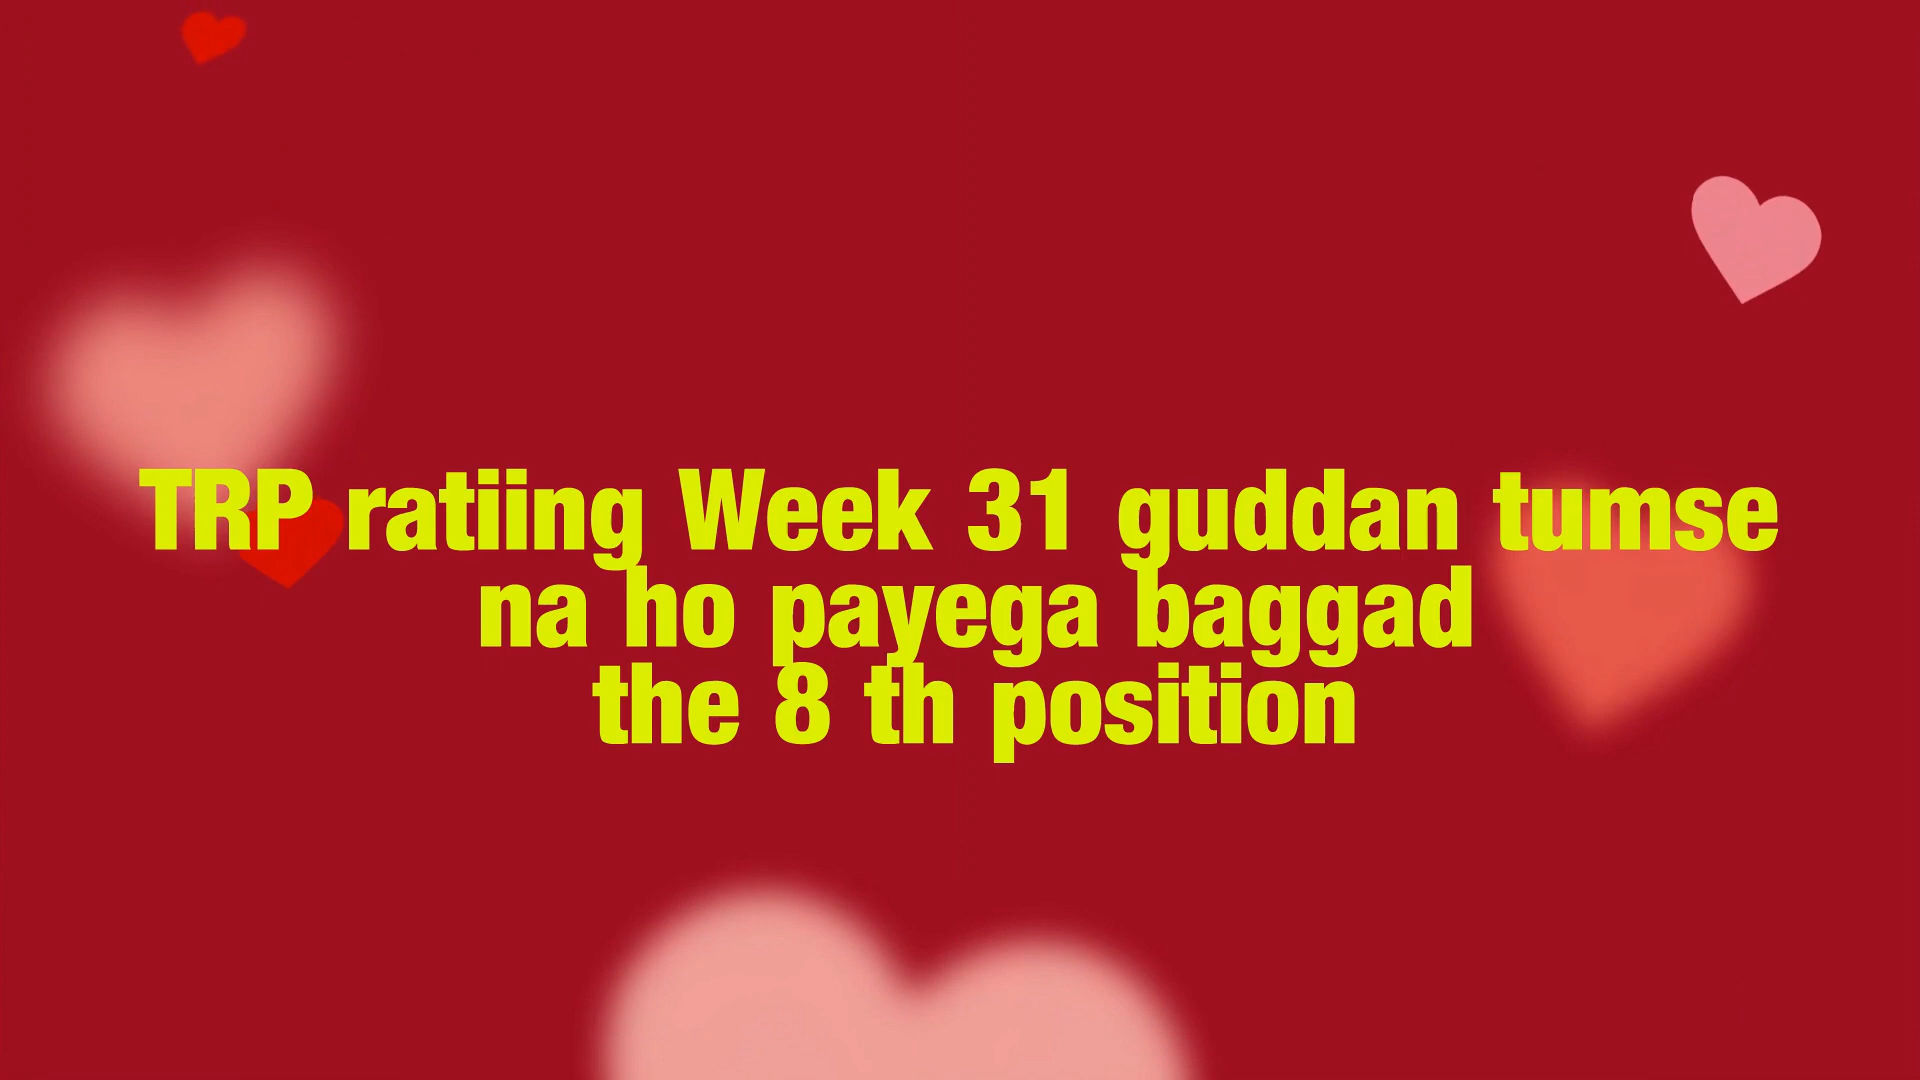 TRP ratiing Week 31 guddan tumse
na ho payega baggad
the 8 th position